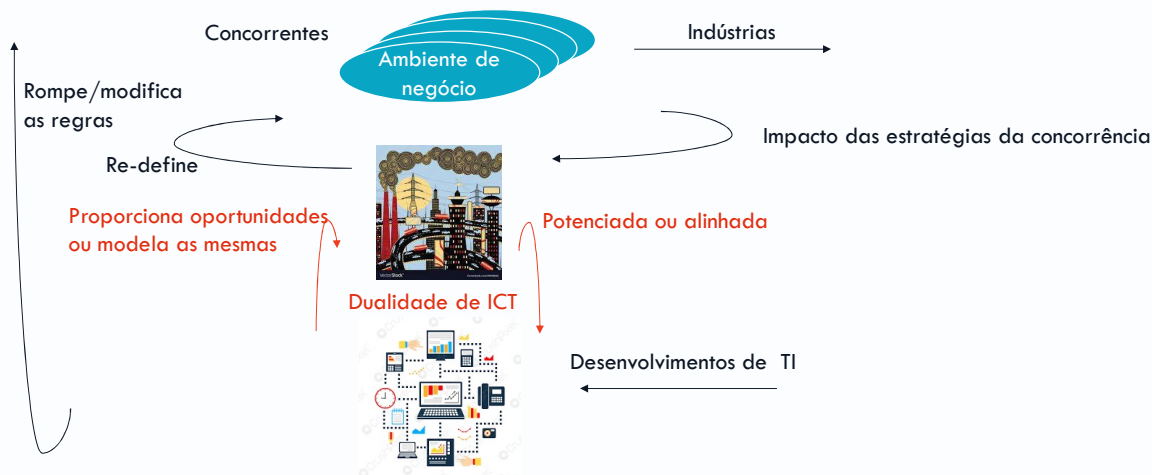 Concorrentes
Indústrias
Ambiente de
negócio
Rompe/modifica
as regras
Impacto das estratégias da concorrência
Re-define
Proporciona oportunidades
ou modela as mesmas
Potenciada ou alinhada
VectorStock
Dualidade de ICT
Desenvolvimentos de TI